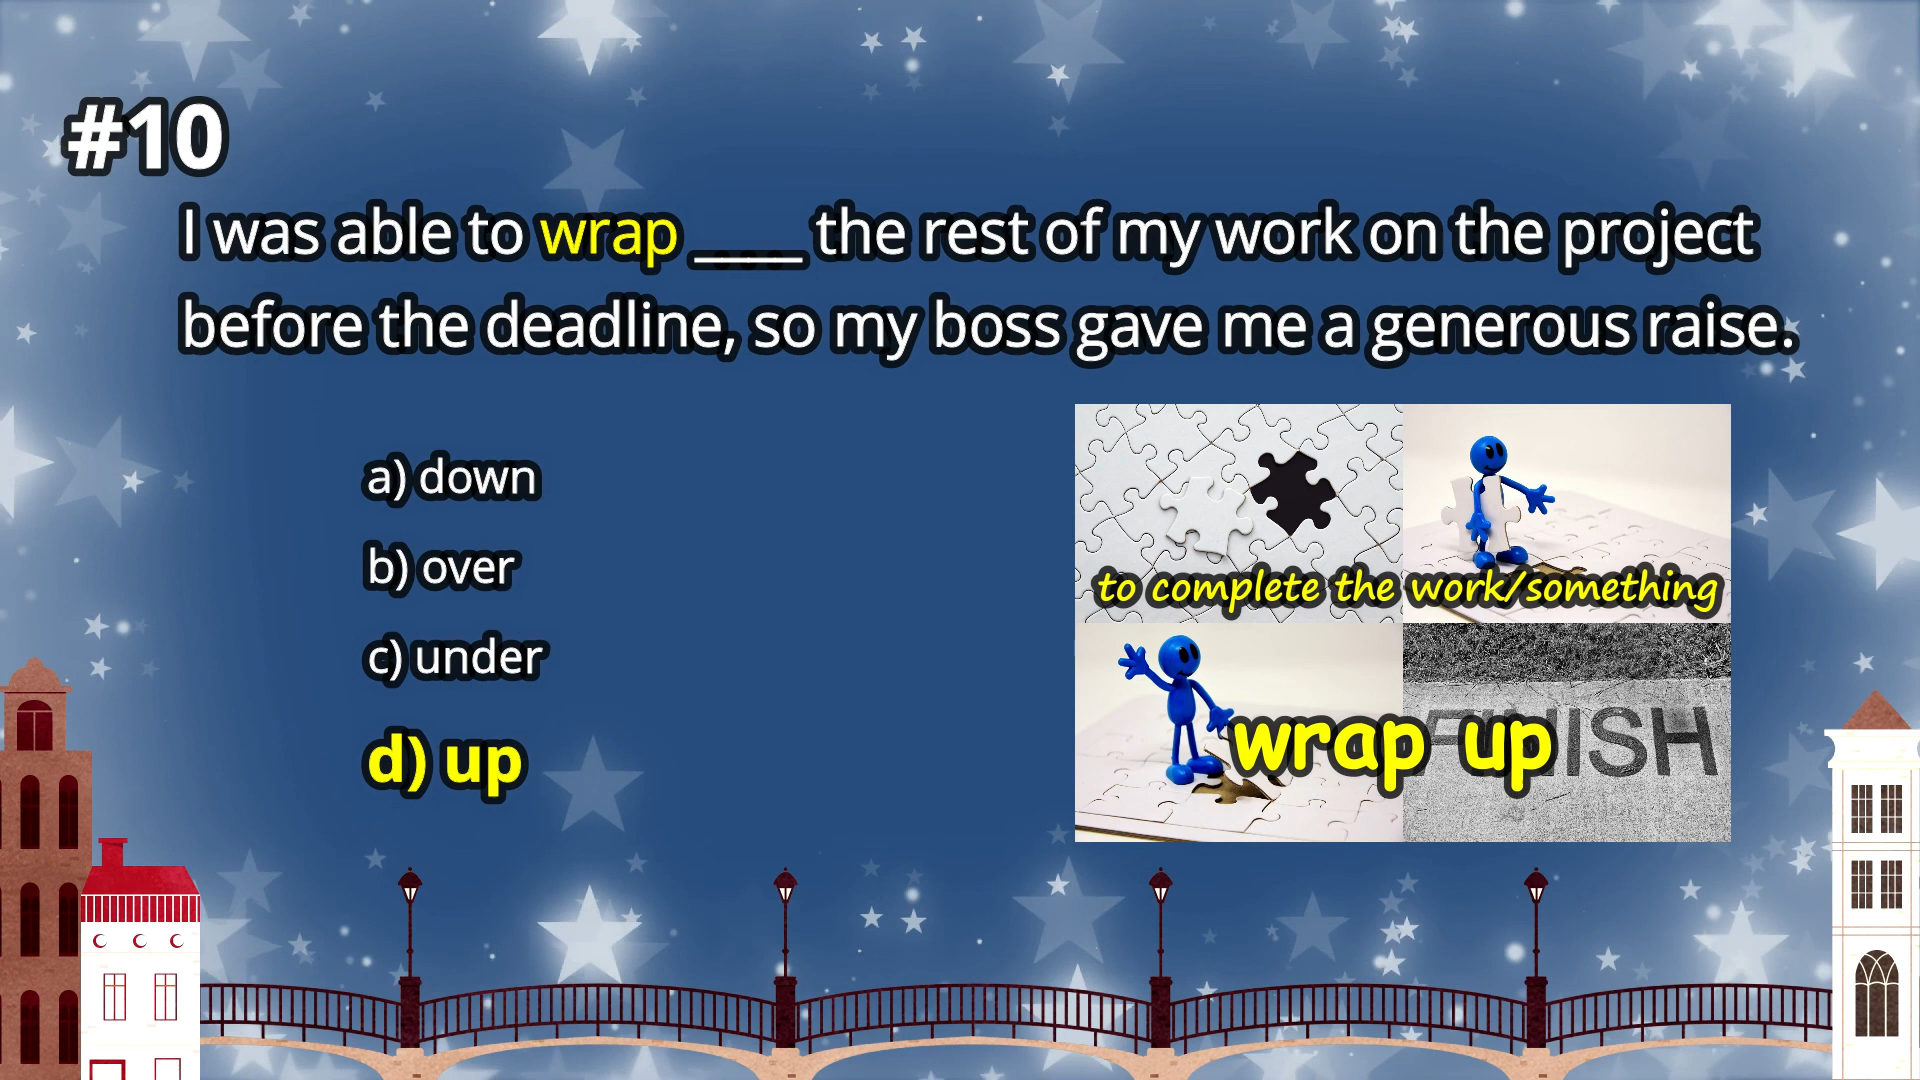 #10
I was able to wrap ____ the rest of my work on the project
before the deadline, so my boss gave me a generous raise.
a) down
b) over
c) under
d) up
to complete the work/something
wrap up
FINISH